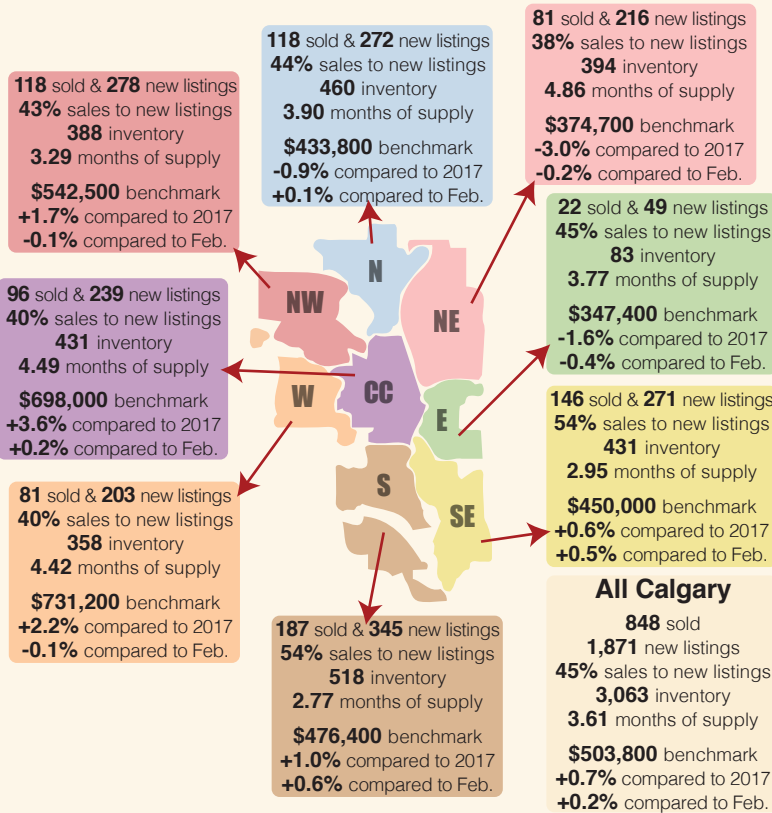 118 sold & 278 new listings
43% sales to new listings
388 inventory
3.29 months of supply
$542,500 benchmark
+1.7% compared to 2017
-0.1% compared to Feb.
118 sold & 272 new listings
44% sales to new listings
460 inventory
3.90 months of supply
$433,800 benchmark
-0.9% compared to 2017
+0.1% compared to Feb.
81 sold & 216 new listings
38% sales to new listings
394 inventory
4.86 months of supply
$374,700 benchmark
-3.0% compared to 2017
-0.2% compared to Feb.
22 sold & 49 new listings
45% sales to new listings
83 inventory
3.77 months of supply
$347,400 benchmark
-1.6% compared to 2017
-0.4% compared to Feb.
96 sold & 239 new listings
40% sales to new listings
431 inventory
4.49 months of supply
$698,000 benchmark
+3.6% compared to 2017
+0.2% compared to Feb.
N
NW
NE
W
CC
E
S
SE
146 sold & 271 new listings
54% sales to new listings
431 inventory
2.95 months of supply
$450,000 benchmark
+0.6% compared to 2017
+0.5% compared to Feb.
81 sold & 203 new listings
40% sales to new listings
358 inventory
4.42 months of supply
$731,200 benchmark
+2.2% compared to 2017
-0.1% compared to Feb.
187 sold & 345 new listings
54% sales to new listings
518 inventory
2.77 months of supply
$476,400 benchmark
+1.0% compared to 2017
+0.6% compared to Feb.
All Calgary
848 sold
1,871 new listings
45% sales to new listings
3,063 inventory
3.61 months of supply
$503,800 benchmark
+0.7% compared to 2017
+0.2% compared to Feb.